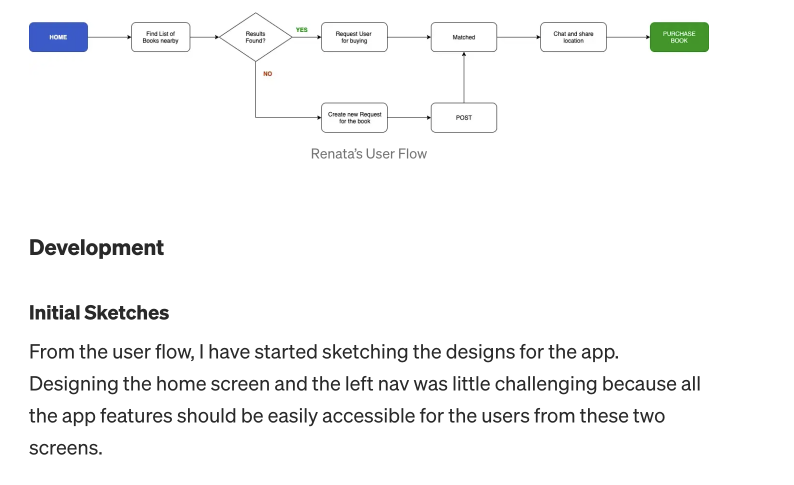 HOME
Find List of
Books nearby
Results
Found?
YES
Request User
for buying
Matched
Chat and share
location
PURCHASE
BOOK
NO
Create new Request
for the book
POST
Renata's User Flow
Development
Initial Sketches
From the user flow, I have started sketching the designs for the app.
Designing the home screen and the left nav was little challenging because all
the app features should be easily accessible for the users from these two
screens.